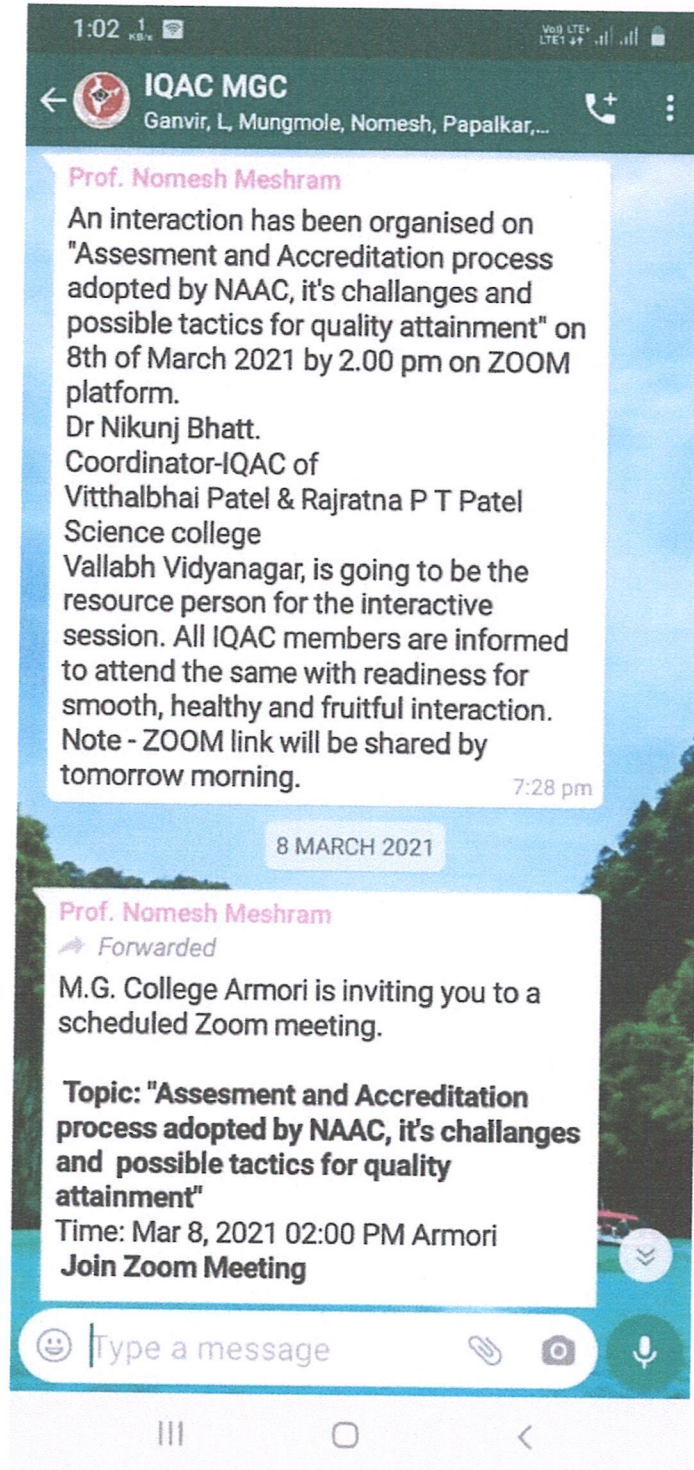 1:02 1 KB/s Vo)) LTE+ LTE1
IQAC MGC
Ganvir, L, Mungmole, Nomesh, Papalkar,...
Prof. Nomesh Meshram
An interaction has been organised on
"Assesment and Accreditation process
adopted by NAAC, it's challanges and
possible tactics for quality attainment" on
8th of March 2021 by 2.00 pm on ZOOM
platform.
Dr Nikunj Bhatt.
Coordinator-IQAC of
Vitthalbhai Patel & Rajratna P T Patel
Science college
Vallabh Vidyanagar, is going to be the
resource person for the interactive
session. All IQAC members are informed
to attend the same with readiness for
smooth, healthy and fruitful interaction.
Note - ZOOM link will be shared by
tomorrow morning. 7:28 pm
8 MARCH 2021
Prof. Nomesh Meshram
Forwarded
M.G. College Armori is inviting you to a
scheduled Zoom meeting.
Topic: "Assesment and Accreditation
process adopted by NAAC, it's challanges
and possible tactics for quality
attainment"
Time: Mar 8, 2021 02:00 PM Armori
Join Zoom Meeting
Type a message